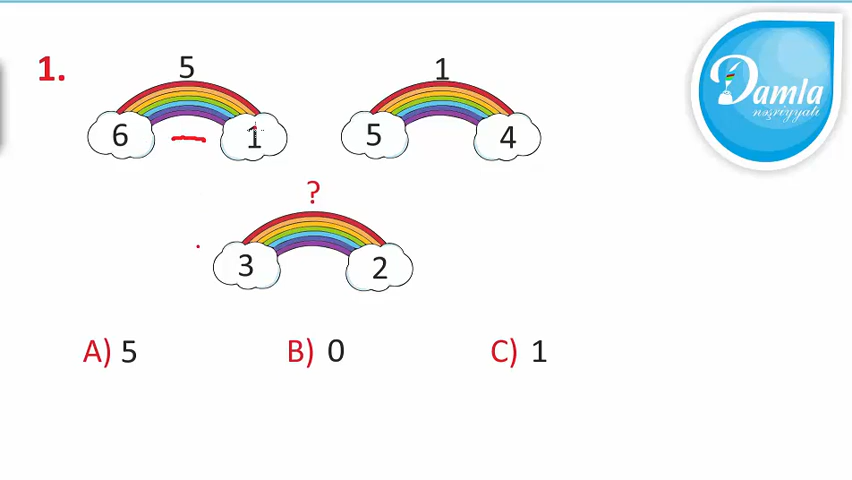 1.
5
1
6 — 1
5 4
?
3 2
A) 5 B) 0 C) 1
Damla
nəşriyyatı